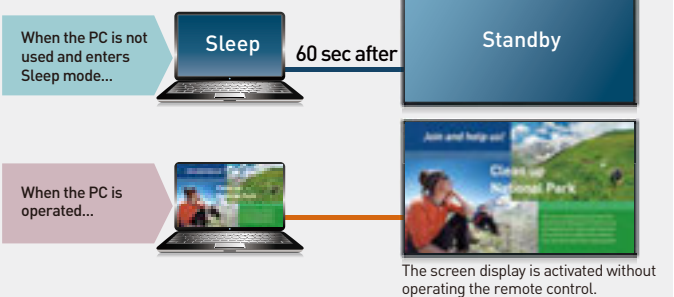 When the PC is not
used and enters
Sleep mode...
Sleep
60 sec after
Standby
When the PC is
operated...
Join and help us!
Clean up
National Park
The screen display is activated without
operating the remote control.